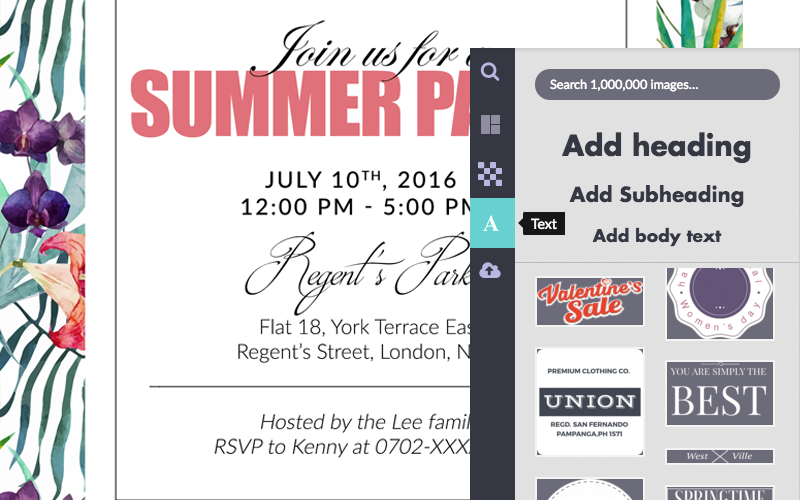 Join us for a
SUMMER PA
JULY 10TH, 2016
12:00 PM - 5:00 PM
Regent's Park
Flat 18, York Terrace Eas
Regent's Street, London, N
Hosted by the Lee famil
RSVP to Kenny at 0702-XXX
Search 1,000,000 images...
Add heading
Add Subheading
A
Text
Add body text
Valentine's
Sale
Women's day
PREMIUM CLOTHING CO.
UNION
REGD. SAN FERNANDO
PAMPANGA,PH 1571
YOU ARE SIMPLY THE
BEST
West Ville
SPRINGTIME